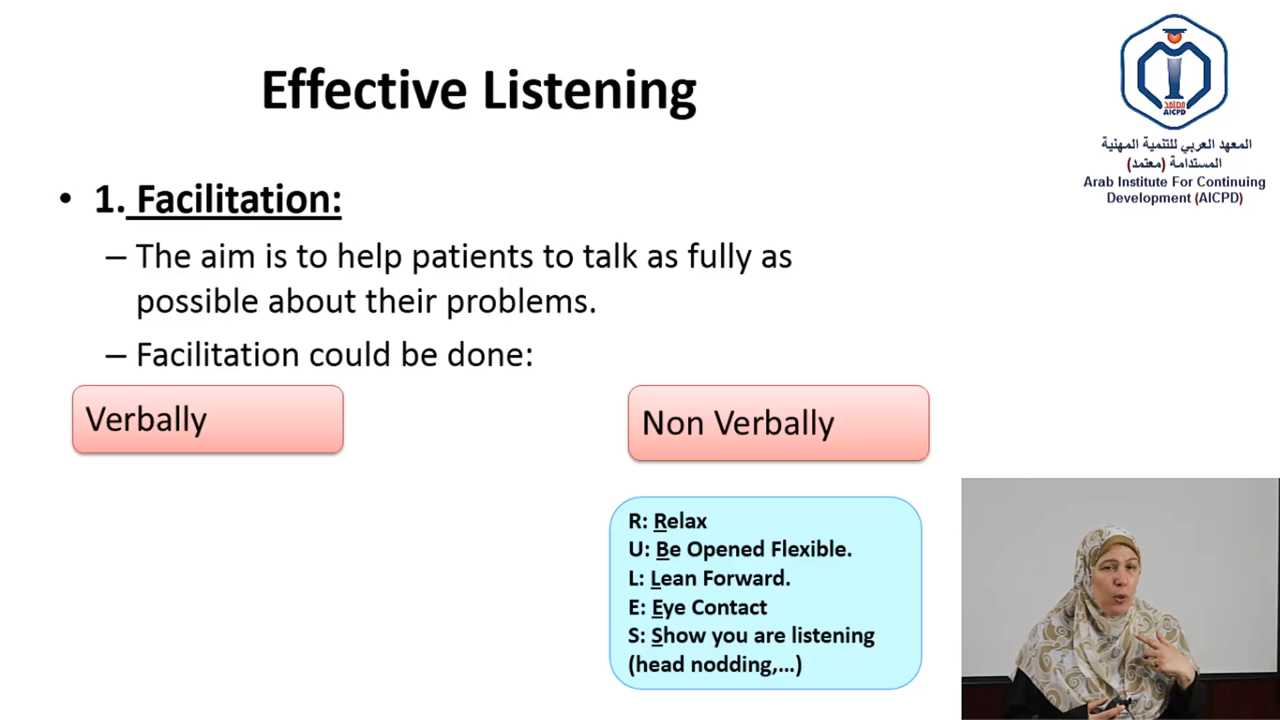 Effective Listening
معتمد
AICPD
المعهد العربي للتنمية المهنية
المستدامة (معتمد)
Arab Institute For Continuing
Development (AICPD)
• 1. Facilitation:
– The aim is to help patients to talk as fully as
possible about their problems.
– Facilitation could be done:
Verbally
Non Verbally
R: Relax
U: Be Opened Flexible.
L: Lean Forward.
E: Eye Contact
S: Show you are listening
(head nodding,...)